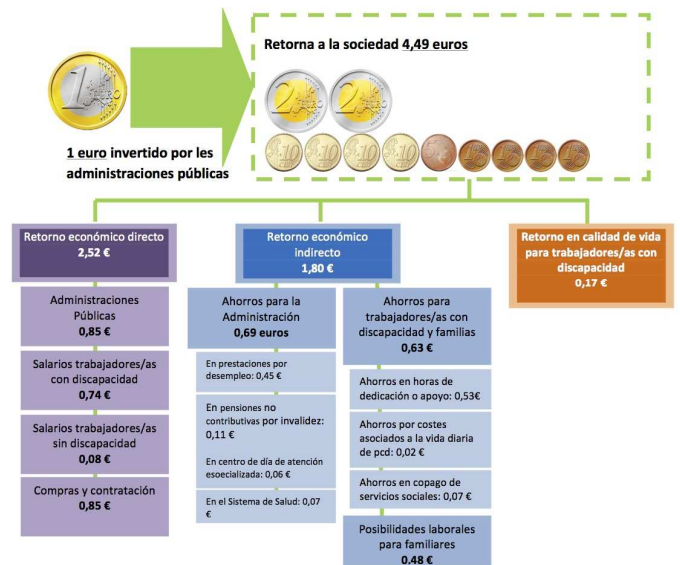 Retorna a la sociedad 4,49 euros
1 euro invertido por les
administraciones públicas
Retorno económico directo
2,52 €
Administraciones
Públicas
0,85 €
Salarios trabajadores/as
con discapacidad
0,74 €
Salarios trabajadores/as
sin discapacidad
0,08 €
Compras y contratación
0,85 €
Retorno económico
indirecto
1,80 €
Ahorros para la
Administración
0,69 euros
En prestaciones por
desempleo: 0,45 €
En pensiones no
contributivas por invalidez:
0,11 €
En centro de día de atención
esoecializada: 0,06 €
En el Sistema de Salud: 0,07
€
Ahorros para
trabajadores/as con
discapacidad y familias
0,63 €
Ahorros en horas de
dedicación o apoyo: 0,53€
Ahorros por costes
asociados a la vida diaria
de pcd: 0,02 €
Ahorros en copago de
servicios sociales: 0,07 €
Posibilidades laborales
para familiares
0,48 €
Retorno en calidad de vida
para trabajadores/as con
discapacidad
0,17 €